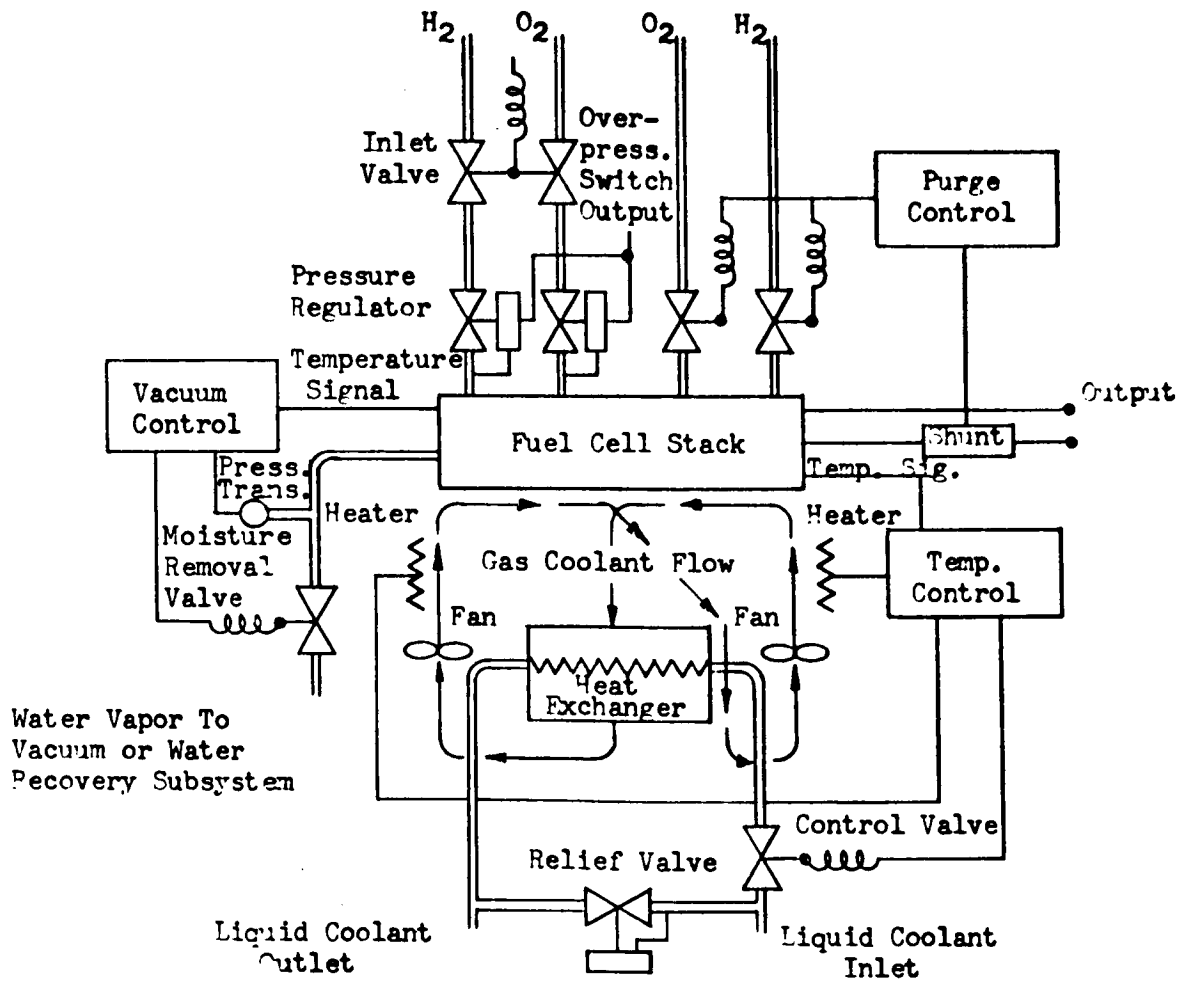 H2
O2
O2
H2
Over-
press.
Switch
Output
Inlet
Valve
Purge
Control
Pressure
Regulator
Temperature
Signal
Vacuum
Control
Output
Fuel Cell Stack
Shunt
Press.
Trans.
Temp. Sig.
Heater
Heater
Moisture
Removal
Valve
Gas Coolant Flow
Temp.
Control
Fan
Fan
Heat
Exchanger
Water Vapor To
Vacuum or Water
Recovery Subsystem
Control Valve
Relief Valve
Liquid Coolant
Outlet
Liquid Coolant
Inlet